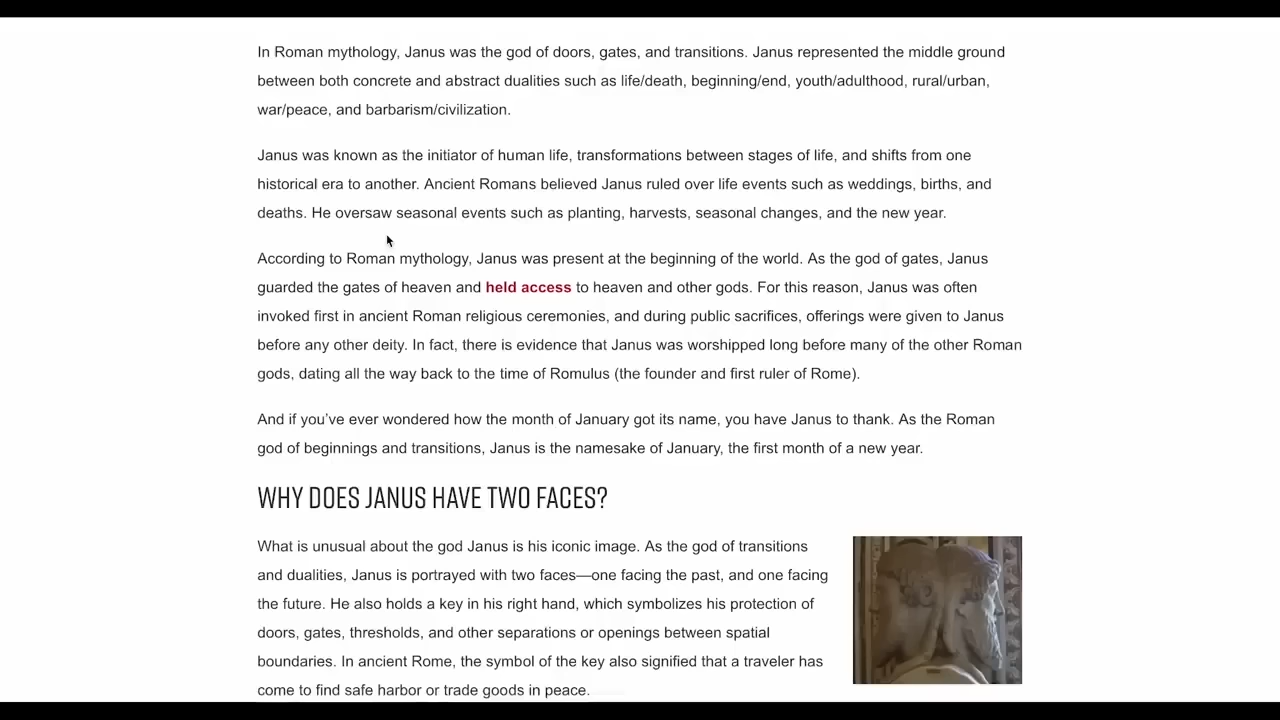 In Roman mythology, Janus was the god of doors, gates, and transitions. Janus represented the middle ground
between both concrete and abstract dualities such as life/death, beginning/end, youth/adulthood, rural/urban,
war/peace, and barbarism/civilization.
Janus was known as the initiator of human life, transformations between stages of life, and shifts from one
historical era to another. Ancient Romans believed Janus ruled over life events such as weddings, births, and
deaths. He oversaw seasonal events such as planting, harvests, seasonal changes, and the new year.
According to Roman mythology, Janus was present at the beginning of the world. As the god of gates, Janus
guarded the gates of heaven and held access to heaven and other gods. For this reason, Janus was often
invoked first in ancient Roman religious ceremonies, and during public sacrifices, offerings were given to Janus
before any other deity. In fact, there is evidence that Janus was worshipped long before many of the other Roman
gods, dating all the way back to the time of Romulus (the founder and first ruler of Rome).
And if you’ve ever wondered how the month of January got its name, you have Janus to thank. As the Roman
god of beginnings and transitions, Janus is the namesake of January, the first month of a new year.
WHY DOES JANUS HAVE TWO FACES?
What is unusual about the god Janus is his iconic image. As the god of transitions
and dualities, Janus is portrayed with two faces—one facing the past, and one facing
the future. He also holds a key in his right hand, which symbolizes his protection of
doors, gates, thresholds, and other separations or openings between spatial
boundaries. In ancient Rome, the symbol of the key also signified that a traveler has
come to find safe harbor or trade goods in peace.